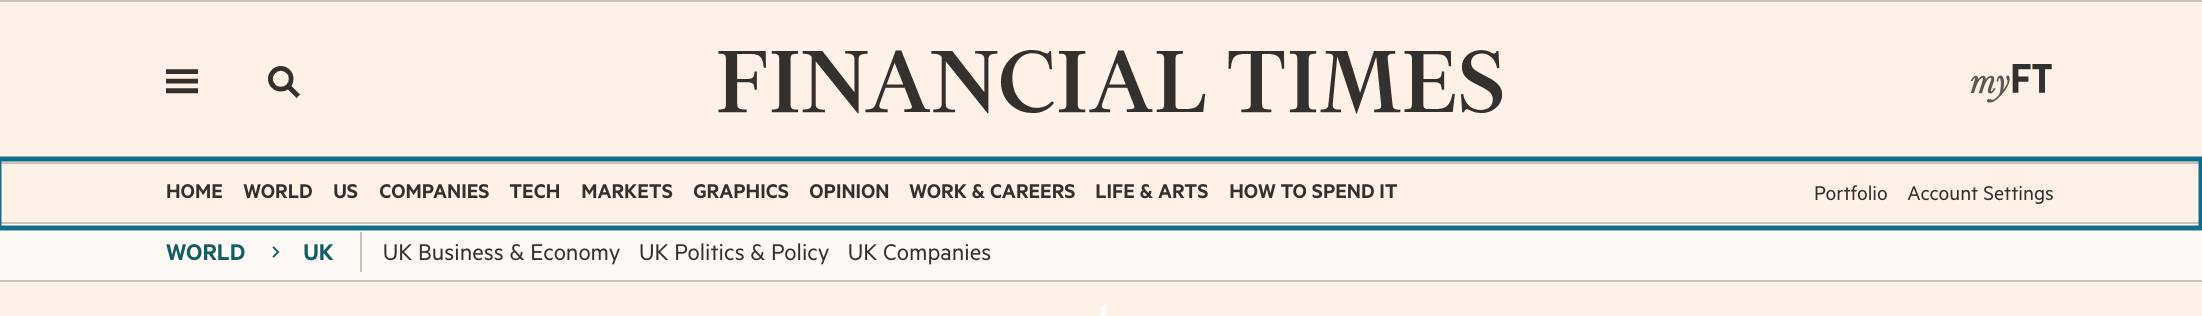 FINANCIAL TIMES
myFT
HOME WORLD US COMPANIES TECH MARKETS GRAPHICS OPINION WORK & CAREERS LIFE & ARTS HOW TO SPEND IT Portfolio Account Settings
WORLD > UK UK Business & Economy UK Politics & Policy UK Companies